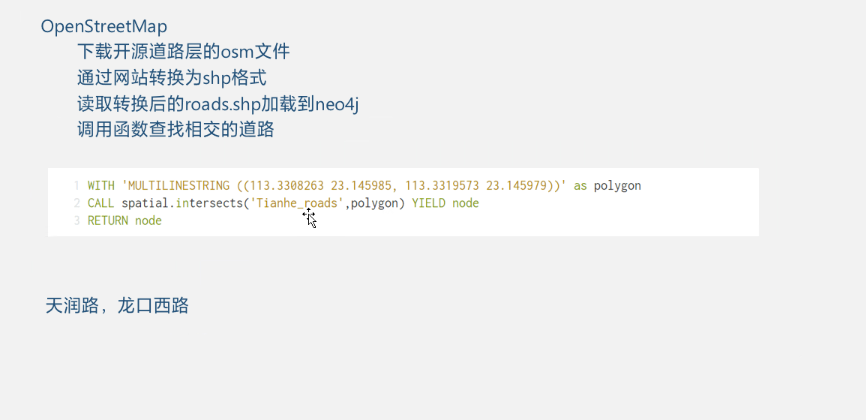 OpenStreetMap
下载开源道路层的osm文件
通过网站转换为shp格式
读取转换后的roads.shp加载到neo4j
调用函数查找相交的道路
1 WITH 'MULTILINESTRING ((113.3308263 23.145985, 113.3319573 23.145979))' as polygon
2 CALL spatial.intersects('Tianhe_roads',polygon) YIELD node
3 RETURN node
天润路，龙口西路